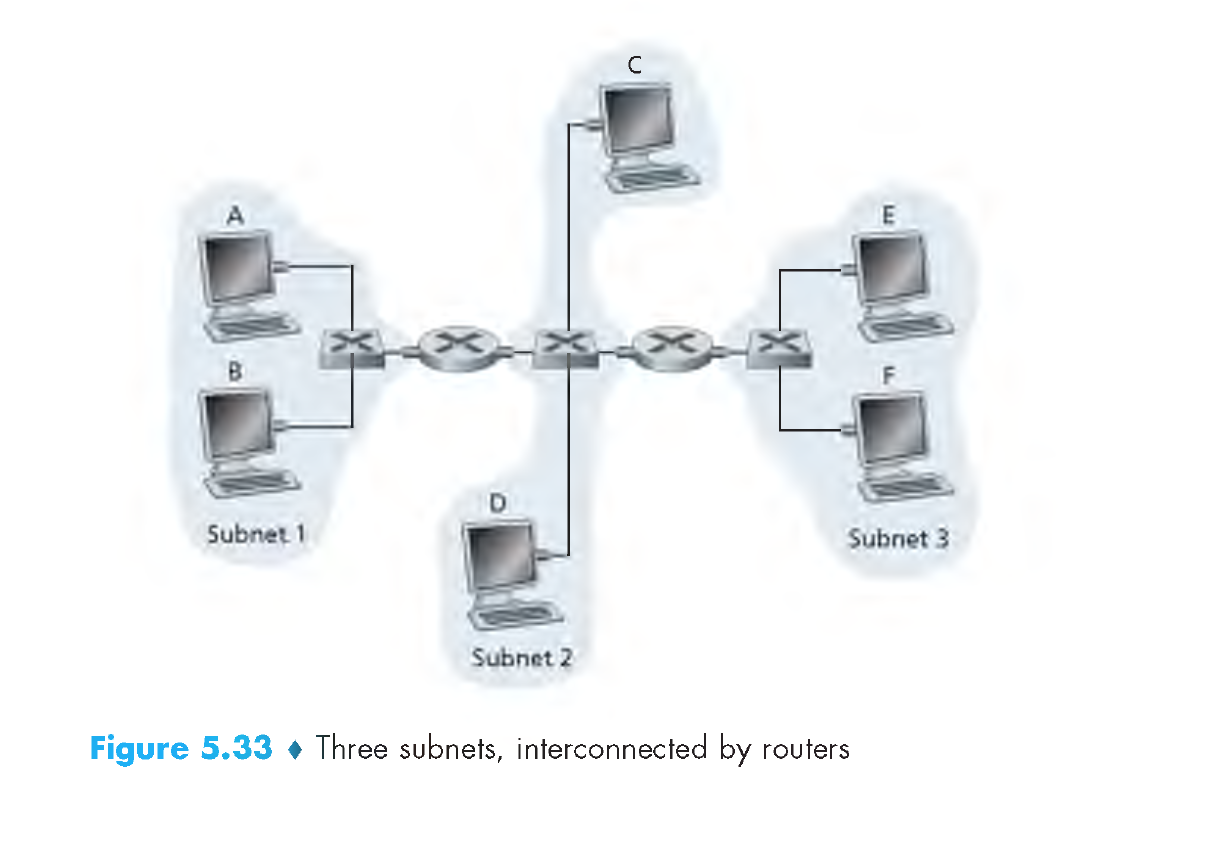 C
A
E
B
F
D
Subnet 1
Subnet 3
Subnet 2
Figure 5.33 ♦ Three subnets, interconnected by routers